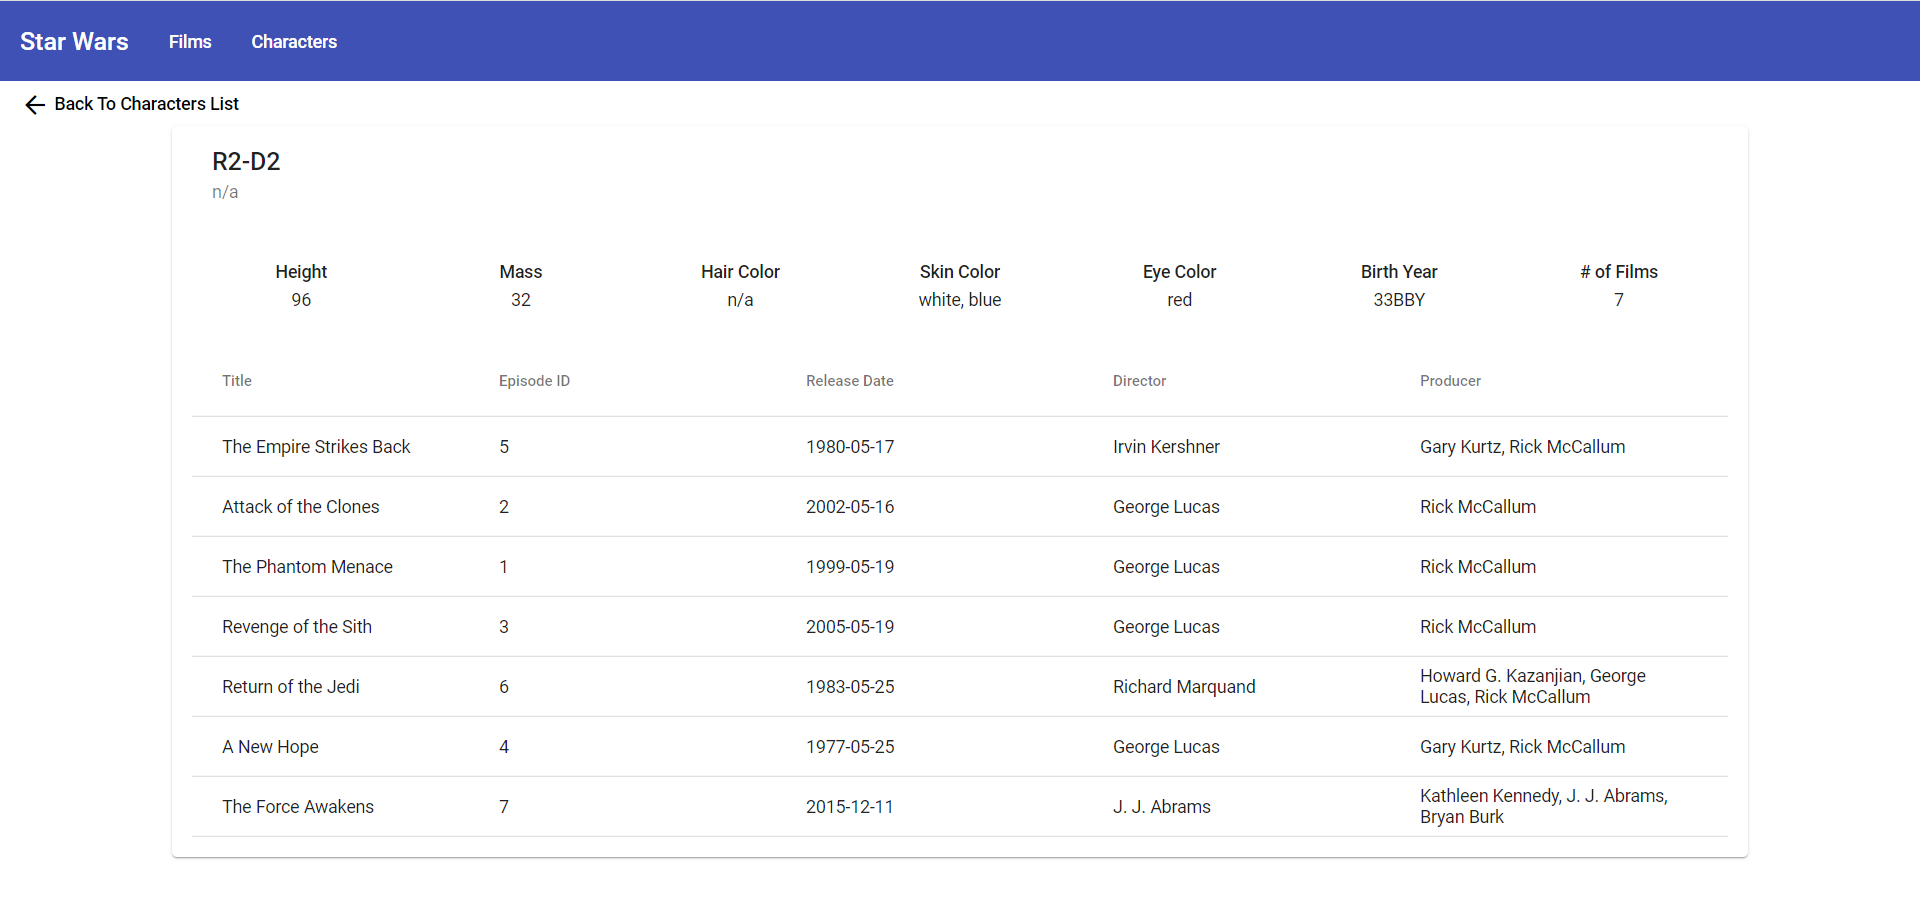 Star Wars Films Characters
Back To Characters List
R2-D2
n/a
Height Mass Hair Color Skin Color Eye Color Birth Year # of Films
96 32 n/a white, blue red 33BBY 7
Title Episode ID Release Date Director Producer
The Empire Strikes Back 5 1980-05-17 Irvin Kershner Gary Kurtz, Rick McCallum
Attack of the Clones 2 2002-05-16 George Lucas Rick McCallum
The Phantom Menace 1 1999-05-19 George Lucas Rick McCallum
Revenge of the Sith 3 2005-05-19 George Lucas Rick McCallum
Return of the Jedi 6 1983-05-25 Richard Marquand Howard G. Kazanjian, George
Lucas, Rick McCallum
A New Hope 4 1977-05-25 George Lucas Gary Kurtz, Rick McCallum
The Force Awakens 7 2015-12-11 J. J. Abrams Kathleen Kennedy, J. J. Abrams,
Bryan Burk